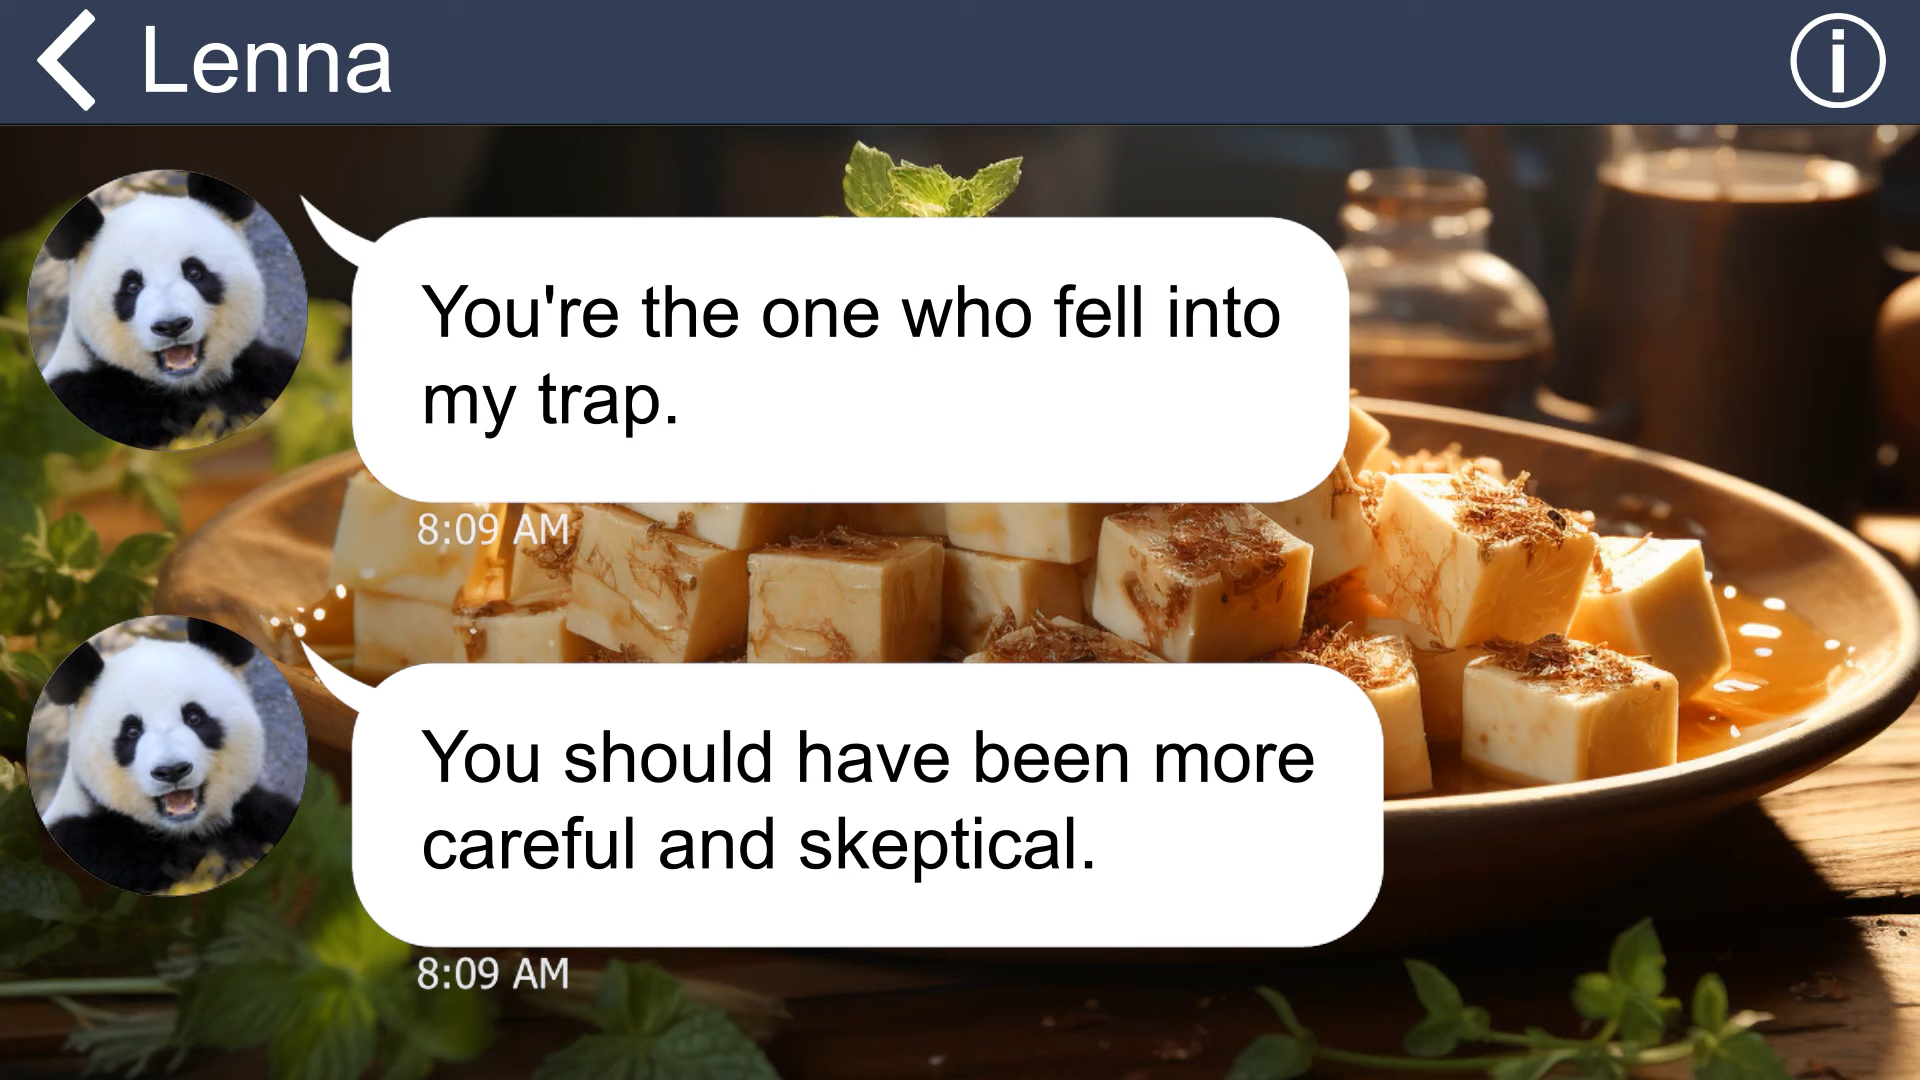 Lenna
You're the one who fell into
my trap.
8:09 AM
You should have been more
careful and skeptical.
8:09 AM